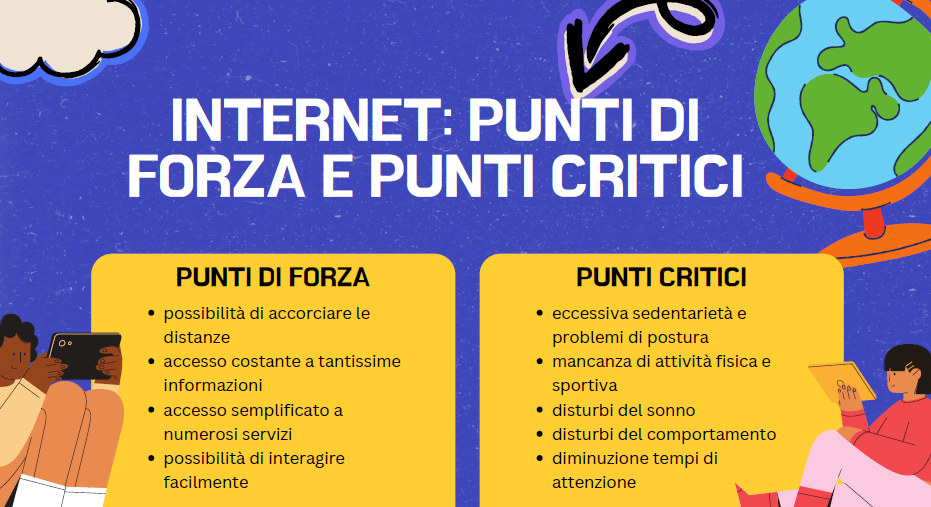 INTERNET: PUNTI DI
FORZA E PUNTI CRITICI
PUNTI DI FORZA
• possibilità di accorciare le
distanze
• accesso costante a tantissime
informazioni
• accesso semplificato a
numerosi servizi
• possibilità di interagire
facilmente
PUNTI CRITICI
• eccessiva sedentarietà e
problemi di postura
• mancanza di attività fisica e
sportiva
• disturbi del sonno
• disturbi del comportamento
• diminuzione tempi di
attenzione